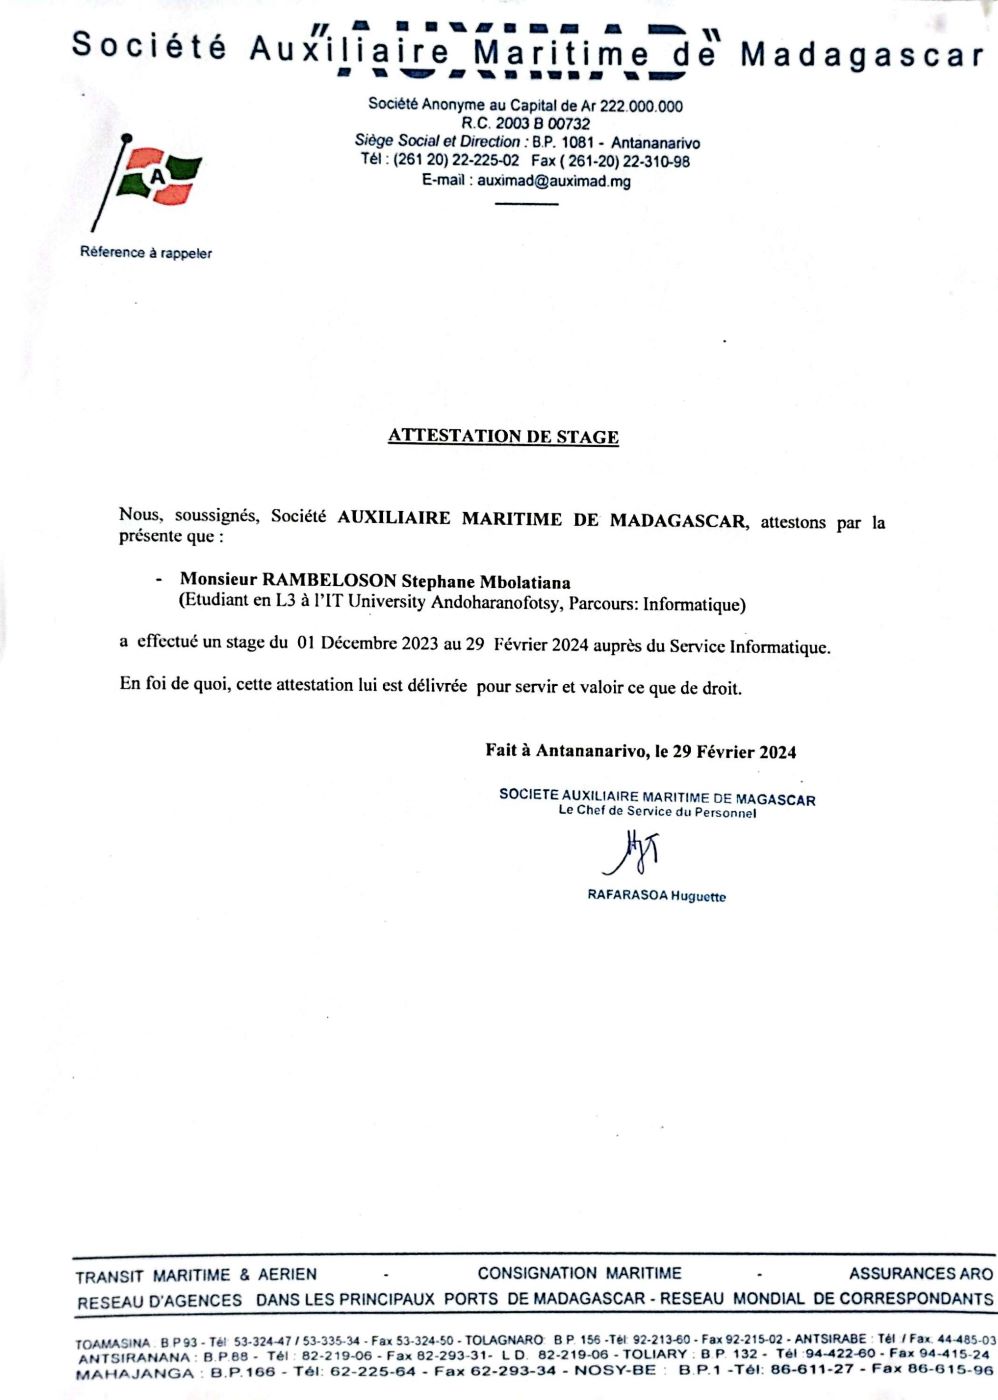 "AUXIMAD"
Société Auxiliaire Maritime de Madagascar
Société Anonyme au Capital de Ar 222.000.000
R.C. 2003 B 00732
Siège Social et Direction : B.P. 1081 - Antananarivo
Tél : (261 20) 22-225-02 Fax ( 261-20) 22-310-98
E-mail : auximad@auximad.mg
A
Réference à rappeler
ATTESTATION DE STAGE
Nous, soussignés, Société AUXILIAIRE MARITIME DE MADAGASCAR, attestons par la
présente que :
- Monsieur RAMBELOSON Stephane Mbolatiana
(Etudiant en L3 à l'IT University Andoharanofotsy, Parcours: Informatique)
a effectué un stage du 01 Décembre 2023 au 29 Février 2024 auprès du Service Informatique.
En foi de quoi, cette attestation lui est délivrée pour servir et valoir ce que de droit.
Fait à Antananarivo, le 29 Février 2024
SOCIETE AUXILIAIRE MARITIME DE MAGASCAR
Le Chef de Service du Personnel
RAFARASOA Huguette
TRANSIT MARITIME & AERIEN - CONSIGNATION MARITIME - ASSURANCES ARO
RESEAU D'AGENCES DANS LES PRINCIPAUX PORTS DE MADAGASCAR - RESEAU MONDIAL DE CORRESPONDANTS
TOAMASINA : B.P 93 - Tél: 53-324-47 / 53-335-34 - Fax 53-324-50 - TOLAGNARO: B.P. 156 -Tél: 92-213-60 - Fax 92-215-02 - ANTSIRABE : Tél / Fax. 44-485-03
ANTSIRANANA : B.P.88 - Tél : 82-219-06 - Fax 82-293-31- L.D. 82-219-06 - TOLIARY : B.P. 132 - Tél :94-422-60 - Fax 94-415-24
MAHAJANGA : B.P.166 - Tél: 62-225-64 - Fax 62-293-34 - NOSY-BE : B.P.1 -Tél: 86-611-27 - Fax 86-615-96